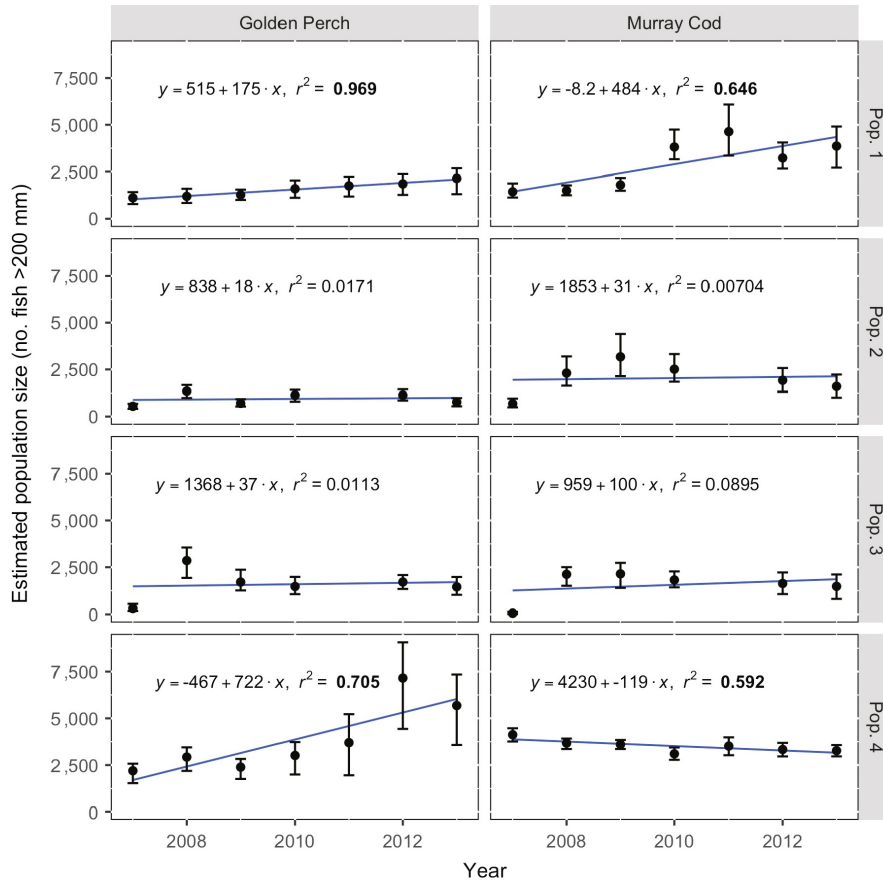 Golden Perch
Murray Cod
Estimated population size (no. fish >200 mm)
7,500
5,000
2,500
0
y = 515 + 175 · x, r² = 0.969
y = -8.2 + 484 · x, r² = 0.646
Pop. 1
7,500
5,000
2,500
0
y = 838 + 18 · x, r² = 0.0171
y = 1853 + 31 · x, r² = 0.00704
Pop. 2
7,500
5,000
2,500
0
y = 1368 + 37 · x, r² = 0.0113
y = 959 + 100 · x, r² = 0.0895
Pop. 3
7,500
5,000
2,500
0
y = -467 + 722 · x, r² = 0.705
y = 4230 + -119 · x, r² = 0.592
Pop. 4
2008 2010 2012
2008 2010 2012
Year